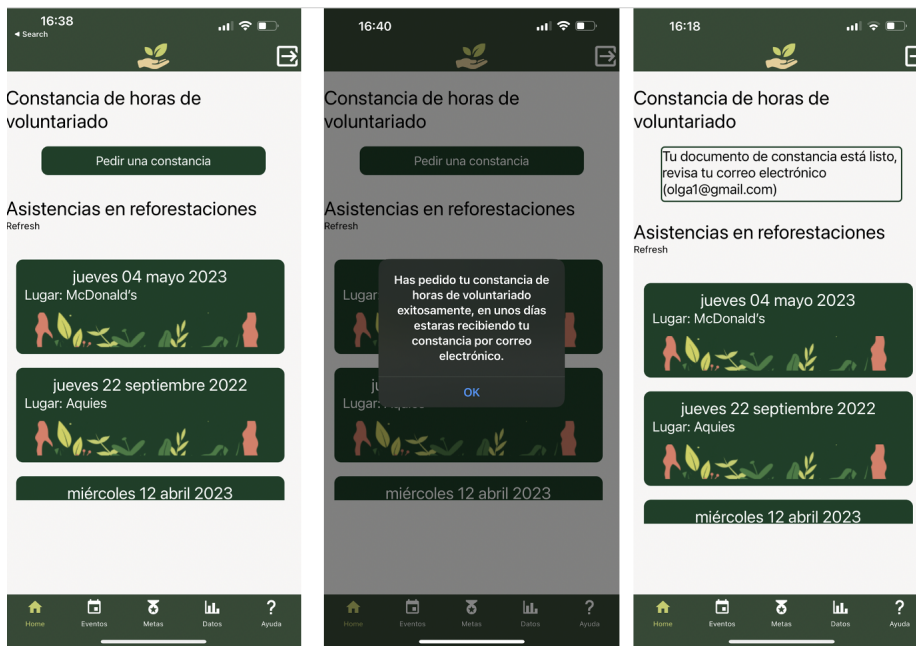 16:38
◀ Search
Constancia de horas de
voluntariado
Pedir una constancia
Asistencias en reforestaciones
Refresh
jueves 04 mayo 2023
Lugar: McDonald's
jueves 22 septiembre 2022
Lugar: Aquies
miércoles 12 abril 2023
Home Eventos Metas Datos Ayuda
16:40
Constancia de horas de
voluntariado
Pedir una constancia
Asistencias en reforestaciones
Refresh
Lugar
Has pedido tu constancia de
horas de voluntariado
exitosamente, en unos días
estaras recibiendo tu
constancia por correo
electrónico.
OK
ju
Lugar: Aquies
miércoles 12 abril 2023
Home Eventos Metas Datos Ayuda
16:18
Constancia de horas de
voluntariado
Tu documento de constancia está listo,
revisa tu correo electrónico
(olga1@gmail.com)
Asistencias en reforestaciones
Refresh
jueves 04 mayo 2023
Lugar: McDonald's
jueves 22 septiembre 2022
Lugar: Aquies
miércoles 12 abril 2023
Home Eventos Metas Datos Ayuda